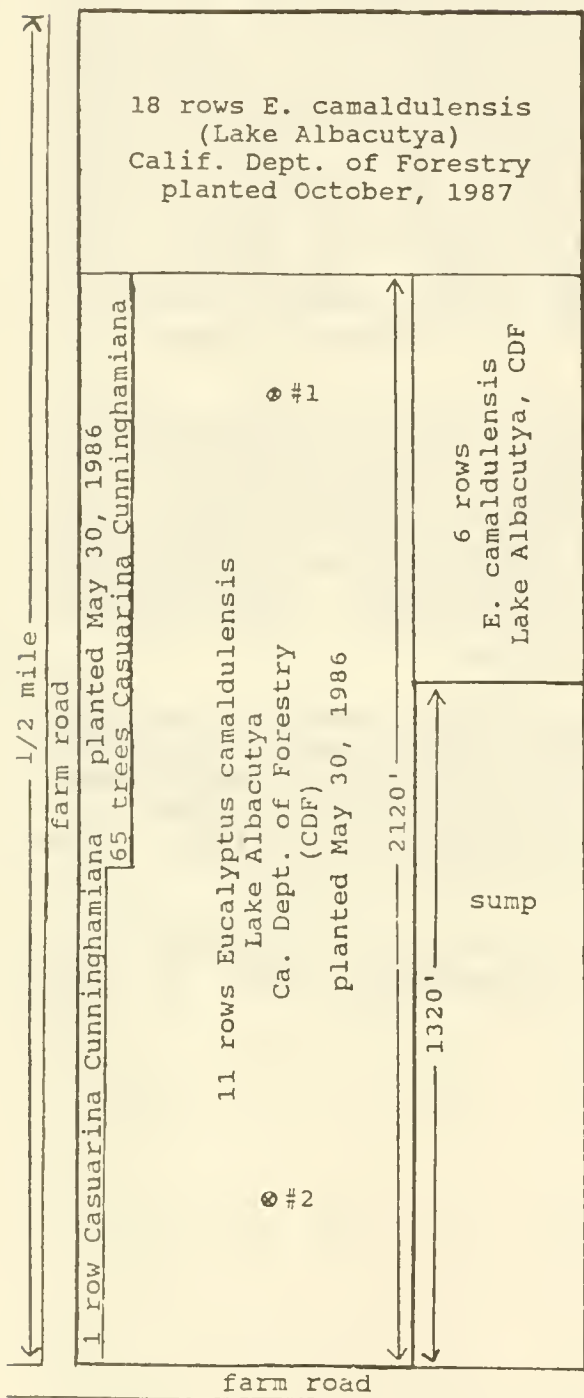 18 rows E. camaldulensis
(Lake Albacutya)
Calif. Dept. of Forestry
planted October, 1987
1/2 mile
farm road
1 row Casuarina Cunninghamiana planted May 30, 1986
65 trees Casuarina Cunninghamiana
#1
11 rows Eucalyptus camaldulensis
Lake Albacutya
Ca. Dept. of Forestry
(CDF)
planted May 30, 1986
#2
2120'
6 rows
E. camaldulensis
Lake Albacutya, CDF
1320'
sump
farm road